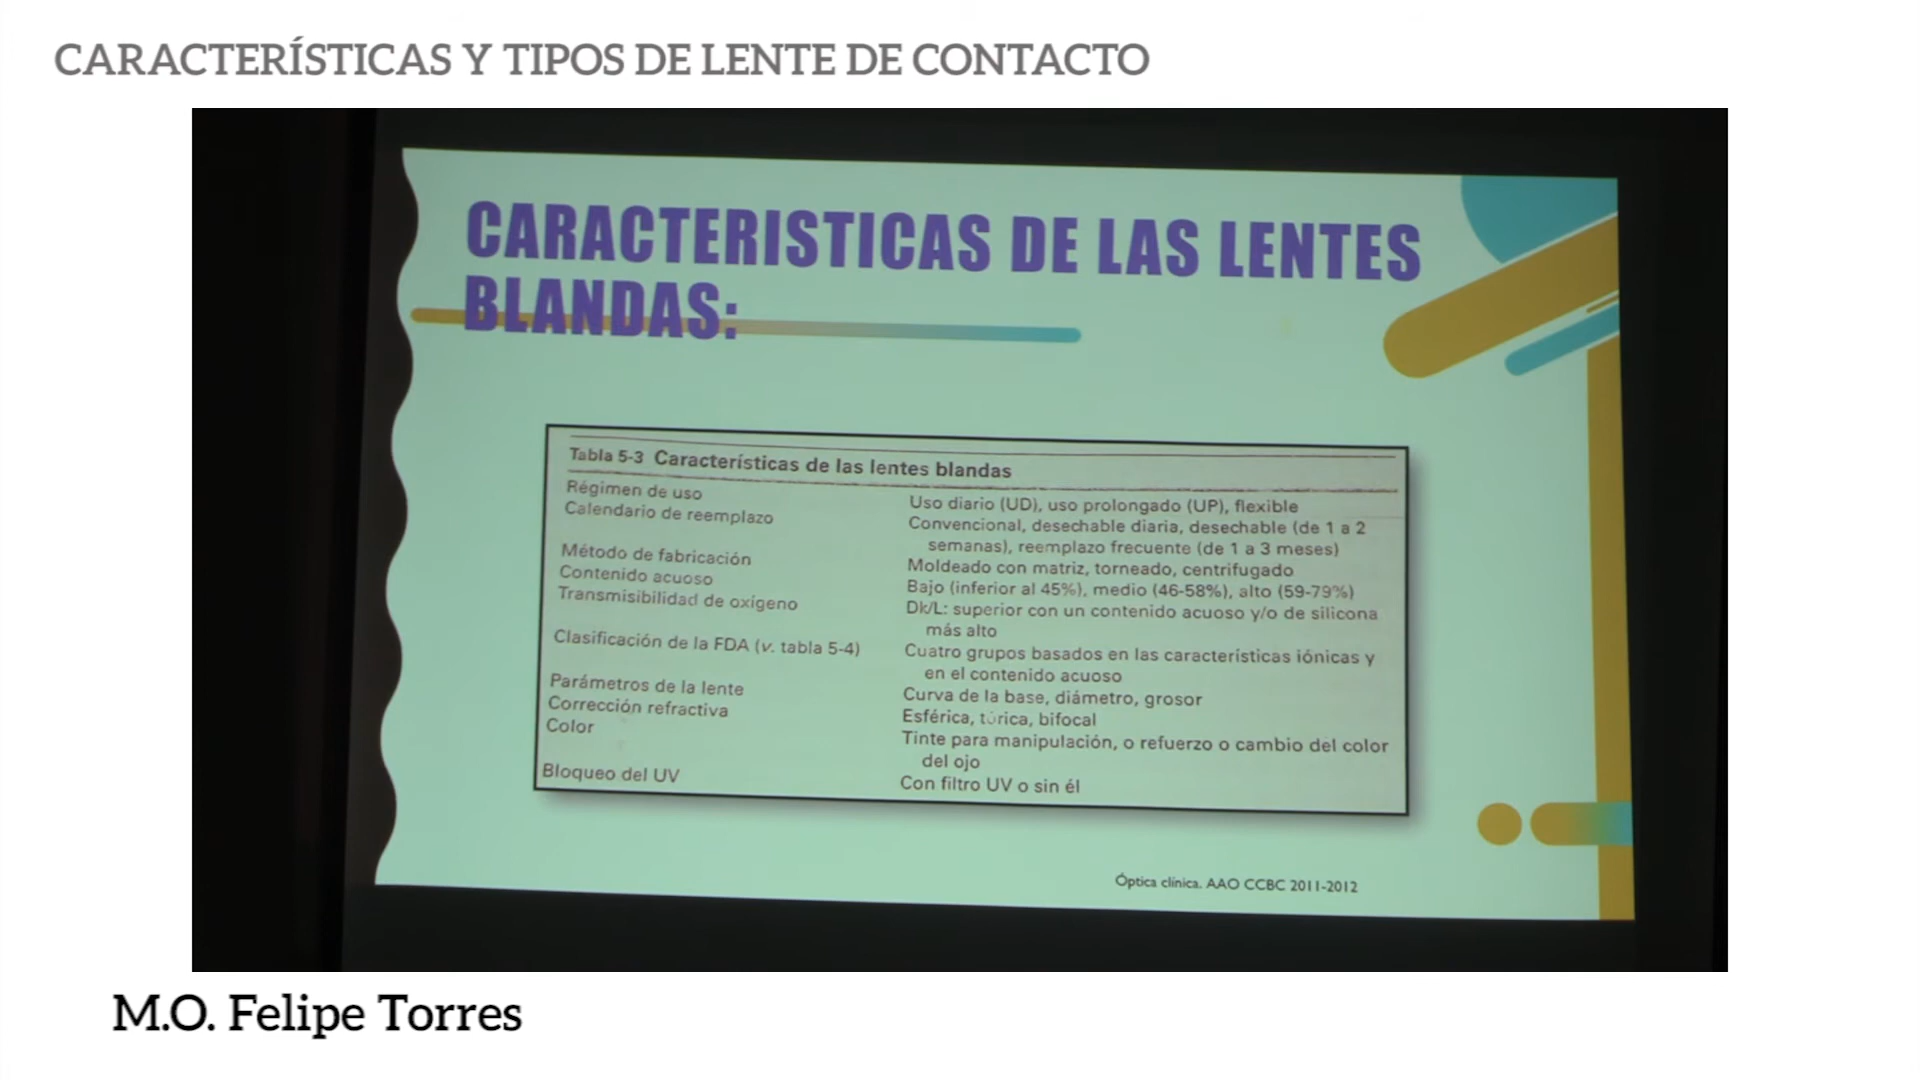 CARACTERÍSTICAS Y TIPOS DE LENTE DE CONTACTO
CARACTERISTICAS DE LAS LENTES
BLANDAS:
Tabla 5-3 Características de las lentes blandas
Régimen de uso Uso diario (UD), uso prolongado (UP), flexible
Calendario de reemplazo Convencional, desechable diaria, desechable (de 1 a 2
semanas), reemplazo frecuente (de 1 a 3 meses)
Método de fabricación Moldeado con matriz, torneado, centrifugado
Contenido acuoso Bajo (inferior al 45%), medio (46-58%), alto (59-79%)
Transmisibilidad de oxígeno Dk/L: superior con un contenido acuoso y/o de silicona
más alto
Clasificación de la FDA (v. tabla 5-4) Cuatro grupos basados en las características iónicas y
en el contenido acuoso
Parámetros de la lente Curva de la base, diámetro, grosor
Corrección refractiva Esférica, tórica, bifocal
Color Tinte para manipulación, o refuerzo o cambio del color
del ojo
Bloqueo del UV Con filtro UV o sin él
Óptica clínica. AAO CCBC 2011-2012
M.O. Felipe Torres